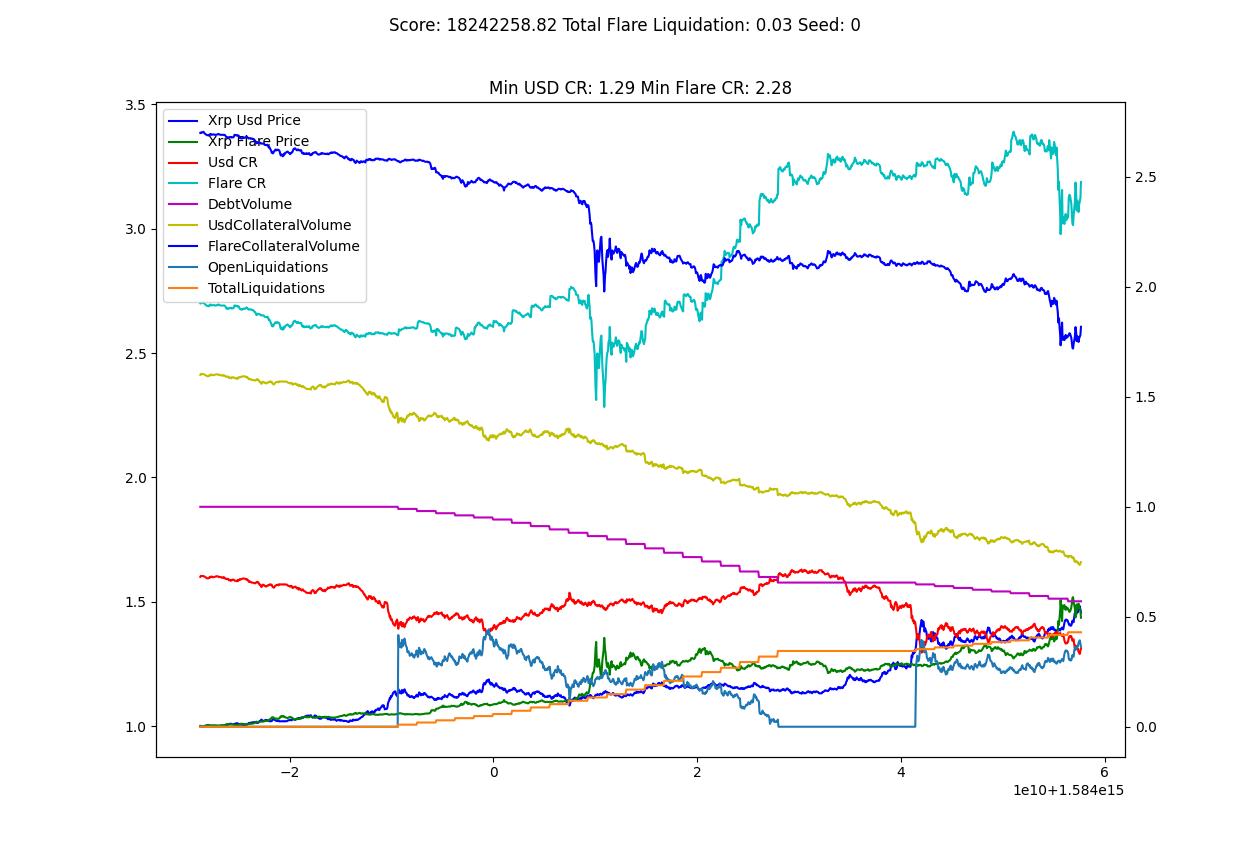 Score: 18242258.82 Total Flare Liquidation: 0.03 Seed: 0
Min USD CR: 1.29 Min Flare CR: 2.28
3.5
3.0
2.5
2.0
1.5
1.0
Xrp Usd Price
Xrp Flare Price
Usd CR
Flare CR
DebtVolume
UsdCollateralVolume
FlareCollateralVolume
OpenLiquidations
TotalLiquidations
2.5
2.0
1.5
1.0
0.5
0.0
−2 0 2 4 6
1e10+1.584e15